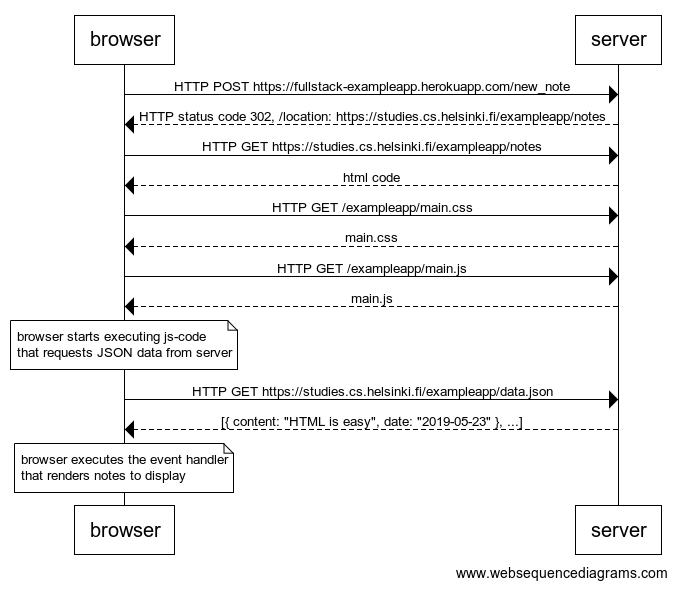 browser
server
HTTP POST https://fullstack-exampleapp.herokuapp.com/new_note
HTTP status code 302, /location: https://studies.cs.helsinki.fi/exampleapp/notes
HTTP GET https://studies.cs.helsinki.fi/exampleapp/notes
html code
HTTP GET /exampleapp/main.css
main.css
HTTP GET /exampleapp/main.js
main.js
browser starts executing js-code
that requests JSON data from server
HTTP GET https://studies.cs.helsinki.fi/exampleapp/data.json
[{ content: "HTML is easy", date: "2019-05-23" }, ...]
browser executes the event handler
that renders notes to display
browser
server
www.websequencediagrams.com